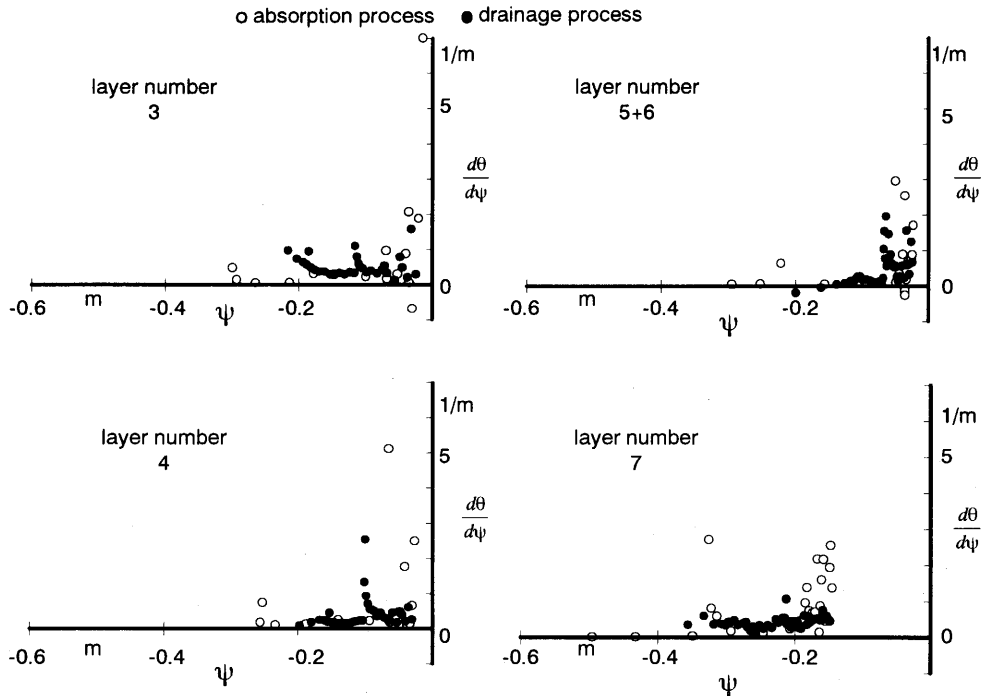 ○ absorption process ● drainage process
1/m
layer number
3
5
dθ
dψ
0
-0.6 m -0.4 ψ -0.2
1/m
layer number
5+6
5
dθ
dψ
0
-0.6 m -0.4 ψ -0.2
1/m
layer number
4
5
dθ
dψ
0
-0.6 m -0.4 ψ -0.2
1/m
layer number
7
5
dθ
dψ
0
-0.6 m -0.4 ψ -0.2